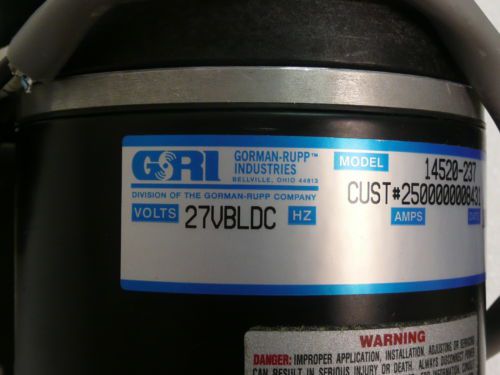 GRI GORMAN-RUPP™ INDUSTRIES
BELLVILLE, OHIO 44813
DIVISION OF THE GORMAN-RUPP COMPANY
MODEL 14520-237
CUST#2500000008431
VOLTS 27VBLDC HZ AMPS
WARNING
DANGER: IMPROPER APPLICATION, INSTALLATION, ADJUSTING OR SERVICING
CAN RESULT IN SERIOUS INJURY OR DEATH. ALWAYS DISCONNECT POWER